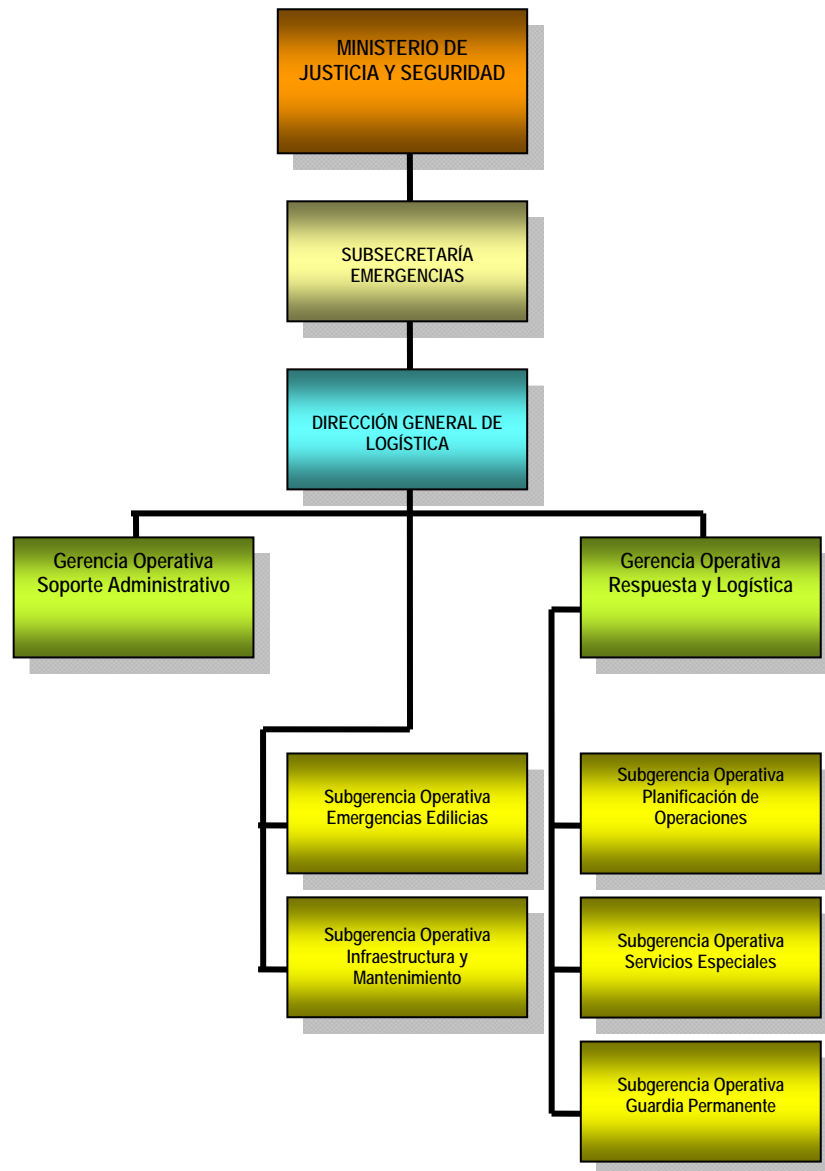 MINISTERIO DE
JUSTICIA Y SEGURIDAD
SUBSECRETARÍA
EMERGENCIAS
DIRECCIÓN GENERAL DE
LOGÍSTICA
Gerencia Operativa
Soporte Administrativo
Gerencia Operativa
Respuesta y Logística
Subgerencia Operativa
Emergencias Edilicias
Subgerencia Operativa
Infraestructura y
Mantenimiento
Subgerencia Operativa
Planificación de
Operaciones
Subgerencia Operativa
Servicios Especiales
Subgerencia Operativa
Guardia Permanente